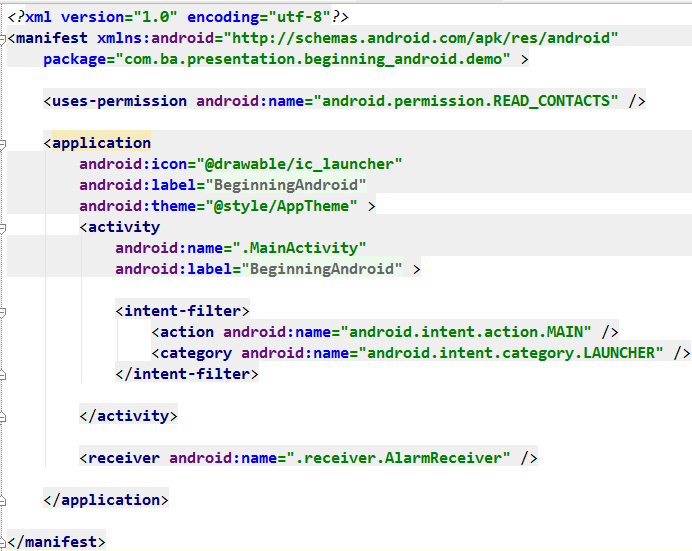 <?xml version="1.0" encoding="utf-8"?>
<manifest xmlns:android="http://schemas.android.com/apk/res/android"
    package="com.ba.presentation.beginning_android.demo" >

    <uses-permission android:name="android.permission.READ_CONTACTS" />

    <application
        android:icon="@drawable/ic_launcher"
        android:label="BeginningAndroid"
        android:theme="@style/AppTheme" >
        <activity
            android:name=".MainActivity"
            android:label="BeginningAndroid" >

            <intent-filter>
                <action android:name="android.intent.action.MAIN" />
                <category android:name="android.intent.category.LAUNCHER" />
            </intent-filter>

        </activity>

        <receiver android:name=".receiver.AlarmReceiver" />

    </application>

</manifest>